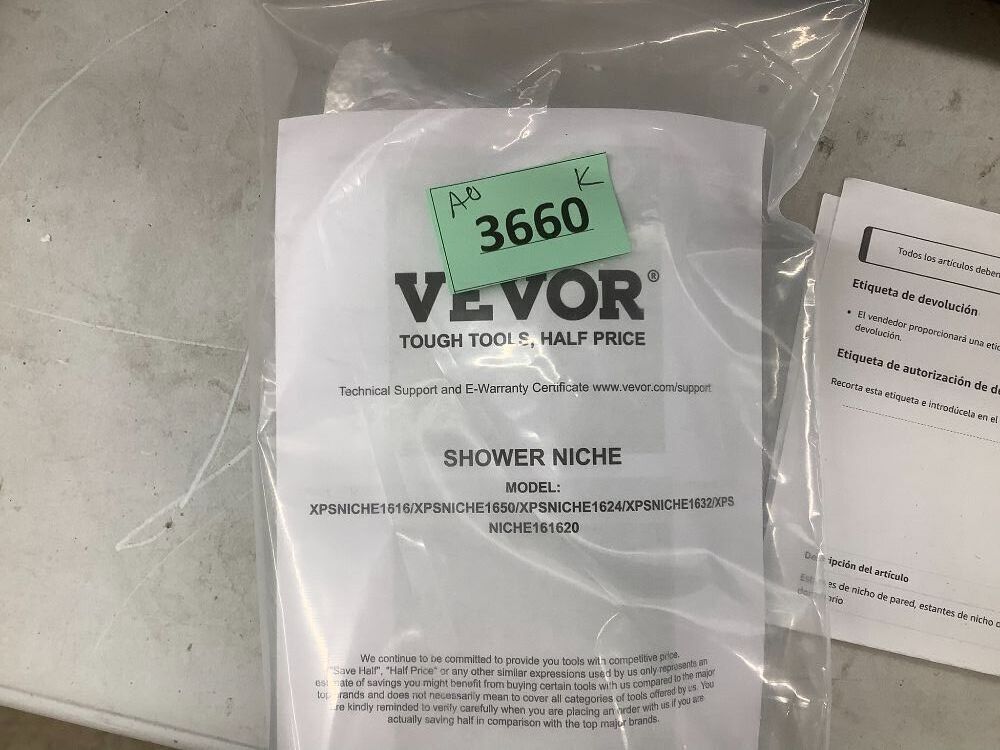 A0 K
3660
VEVOR®
TOUGH TOOLS, HALF PRICE
Technical Support and E-Warranty Certificate www.vevor.com/support
SHOWER NICHE
MODEL:
XPSNICHE1616/XPSNICHE1650/XPSNICHE1624/XPSNICHE1632/XPS
NICHE161620
We continue to be committed to provide you tools with competitive price.
"Save Half", "Half Price" or any other similar expressions used by us only represents an
estimate of savings you might benefit from buying certain tools with us compared to the major
top brands and does not necessarily mean to cover all categories of tools offered by us. You
are kindly reminded to verify carefully when you are placing an order with us if you are
actually saving half in comparison with the top major brands.
Todos los artículos deben
Etiqueta de devolución
• El vendedor proporcionará una etiq
devolución.
Etiqueta de autorización de de
Recorta esta etiqueta e introdúcela en el
Descripción del artículo
de nicho de pared, estantes de nicho